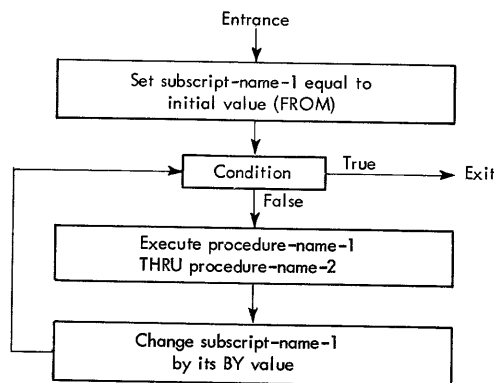 Entrance
Set subscript-name-1 equal to
initial value (FROM)
Condition
True
Exit
False
Execute procedure-name-1
THRU procedure-name-2
Change subscript-name-1
by its BY value